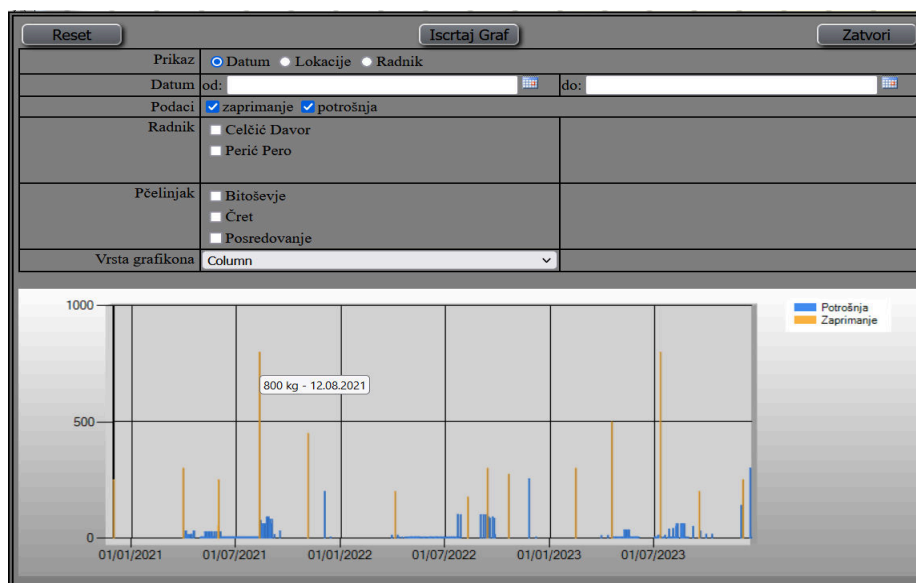 Reset Iscrtaj Graf Zatvori
Prikaz Datum Lokacije Radnik
Datum od: do:
Podaci zaprimanje potrošnja
Radnik Celčić Davor
Perić Pero
Pčelinjak Bitoševje
Čret
Posredovanje
Vrsta grafikona Column
1000
Potrošnja
Zaprimanje
800 kg - 12.08.2021
500
0
01/01/2021 01/07/2021 01/01/2022 01/07/2022 01/01/2023 01/07/2023